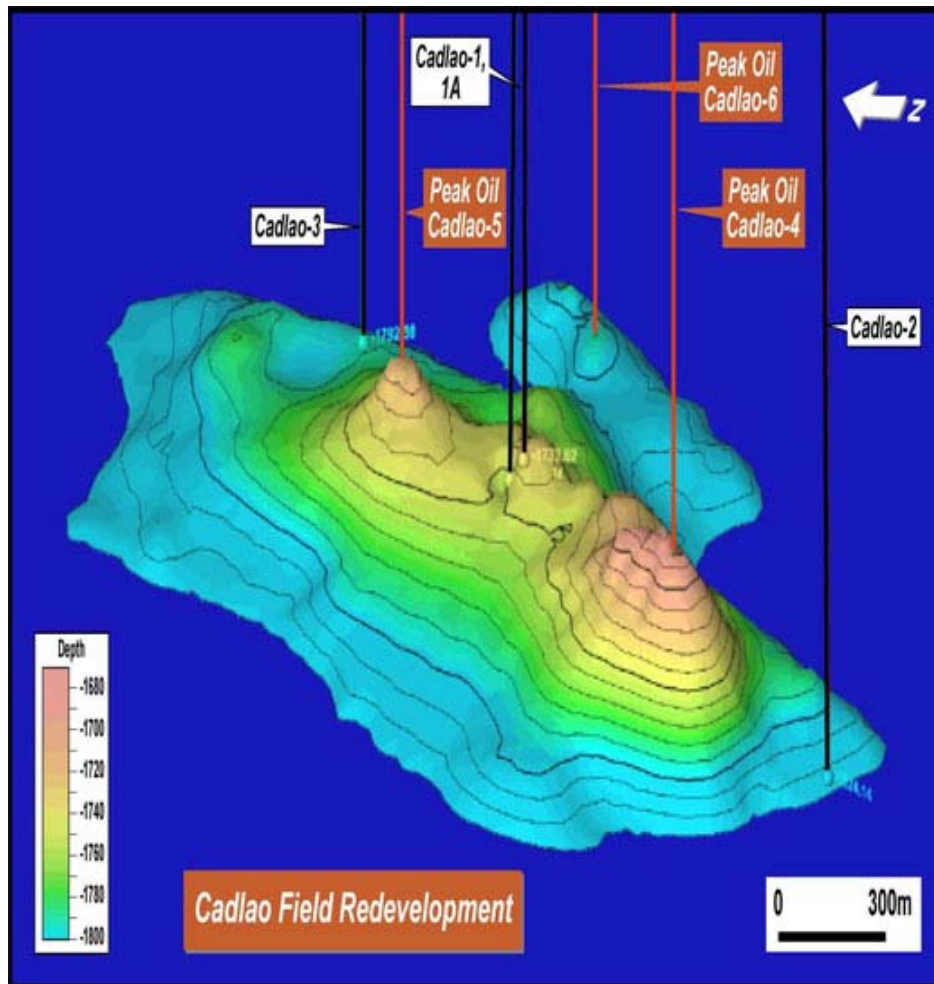 Cadlao-1,
1A
Peak Oil
Cadlao-6
N
Peak Oil
Cadlao-5
Peak Oil
Cadlao-4
Cadlao-3
Cadlao-2
Depth
-1680
-1700
-1720
-1740
-1760
-1780
-1800
Cadlao Field Redevelopment
0 300m